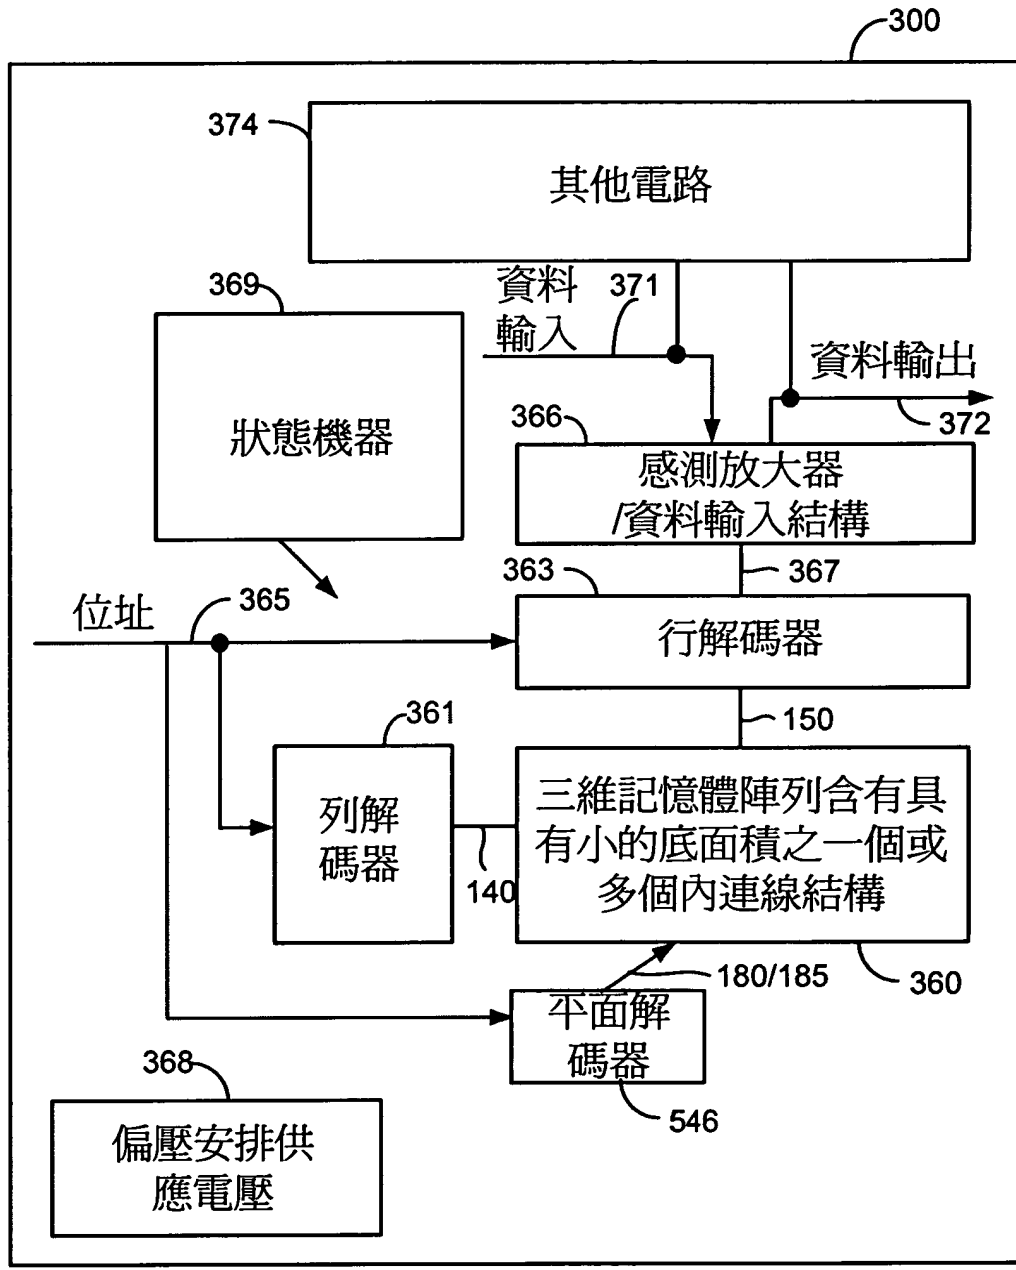 300
374
其他電路
369
資料
輸入
371
資料輸出
372
狀態機器
366
感測放大器
/資料輸入結構
367
363
位址
365
行解碼器
150
361
列解
碼器
140
三維記憶體陣列含有具
有小的底面積之一個或
多個內連線結構
180/185
360
平面解
碼器
546
368
偏壓安排供
應電壓